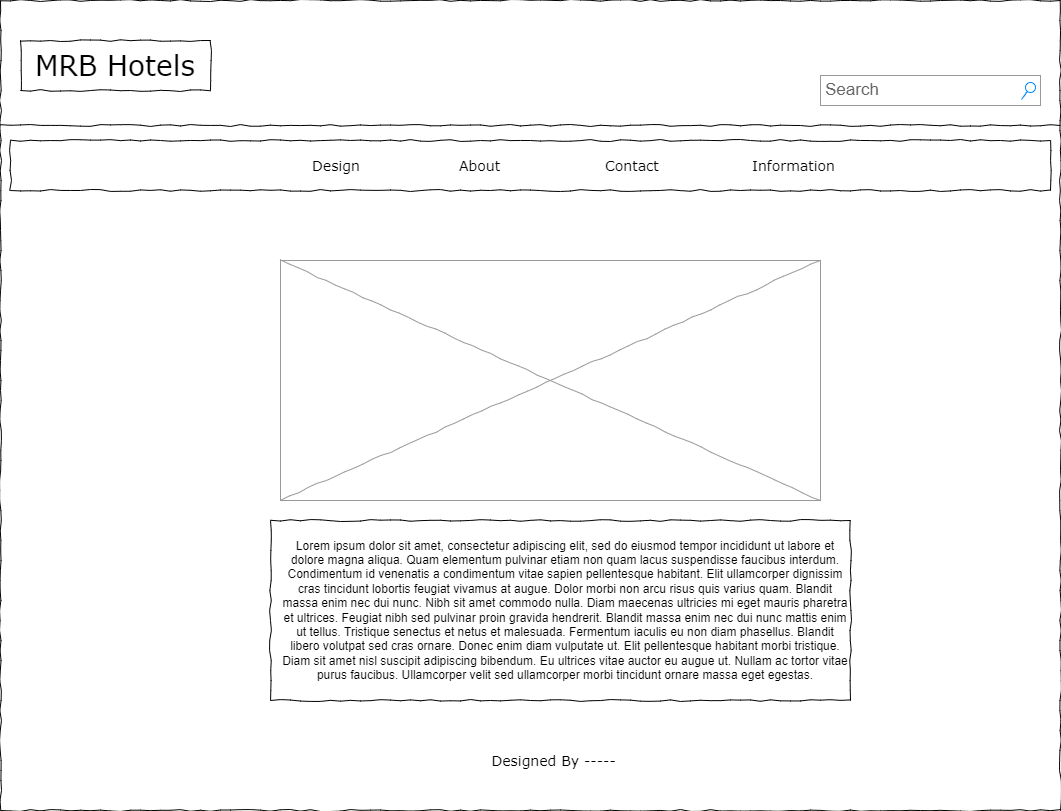 MRB Hotels
Search
Design About Contact Information
Lorem ipsum dolor sit amet, consectetur adipiscing elit, sed do eiusmod tempor incididunt ut labore et
dolore magna aliqua. Quam elementum pulvinar etiam non quam lacus suspendisse faucibus interdum.
Condimentum id venenatis a condimentum vitae sapien pellentesque habitant. Elit ullamcorper dignissim
cras tincidunt lobortis feugiat vivamus at augue. Dolor morbi non arcu risus quis varius quam. Blandit
massa enim nec dui nunc. Nibh sit amet commodo nulla. Diam maecenas ultricies mi eget mauris pharetra
et ultrices. Feugiat nibh sed pulvinar proin gravida hendrerit. Blandit massa enim nec dui nunc mattis enim
ut tellus. Tristique senectus et netus et malesuada. Fermentum iaculis eu non diam phasellus. Blandit
libero volutpat sed cras ornare. Donec enim diam vulputate ut. Elit pellentesque habitant morbi tristique.
Diam sit amet nisl suscipit adipiscing bibendum. Eu ultrices vitae auctor eu augue ut. Nullam ac tortor vitae
purus faucibus. Ullamcorper velit sed ullamcorper morbi tincidunt ornare massa eget egestas.
Designed By -----